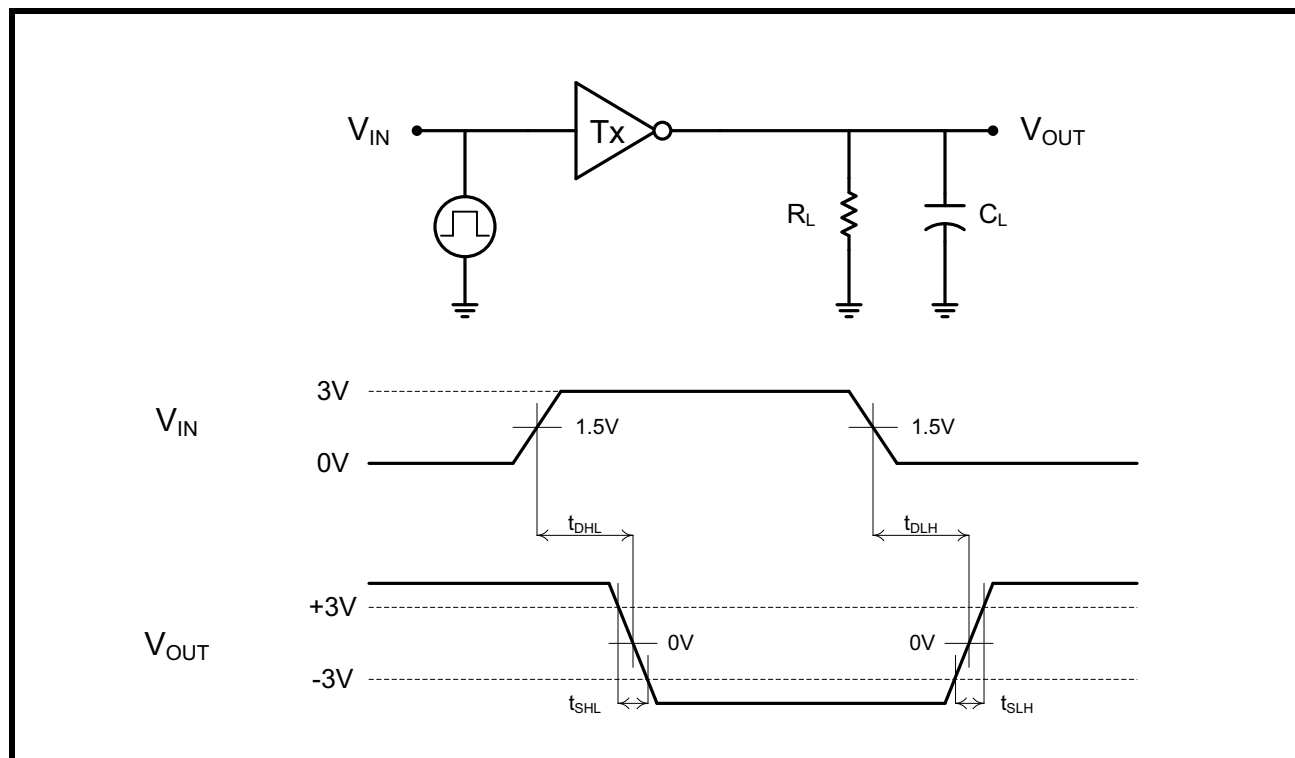 V_IN
Tx
V_OUT
R_L
C_L
3V
V_IN
1.5V
1.5V
0V
t_DHL
t_DLH
+3V
V_OUT
0V
0V
-3V
t_SHL
t_SLH